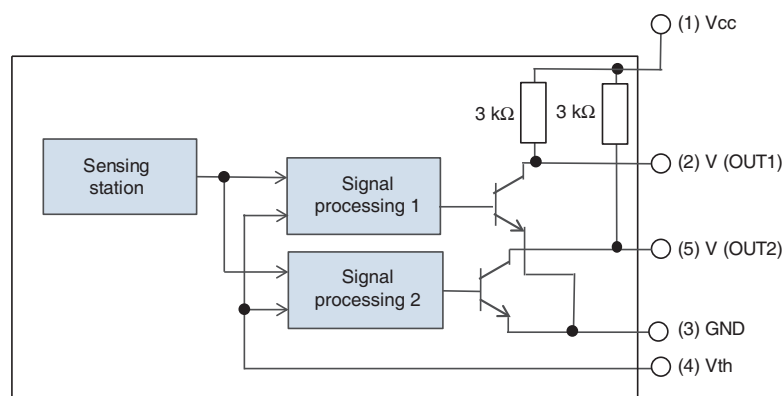 (1) Vcc
3 kΩ
3 kΩ
Sensing
station
Signal
processing 1
(2) V (OUT1)
Signal
processing 2
(5) V (OUT2)
(3) GND
(4) Vth